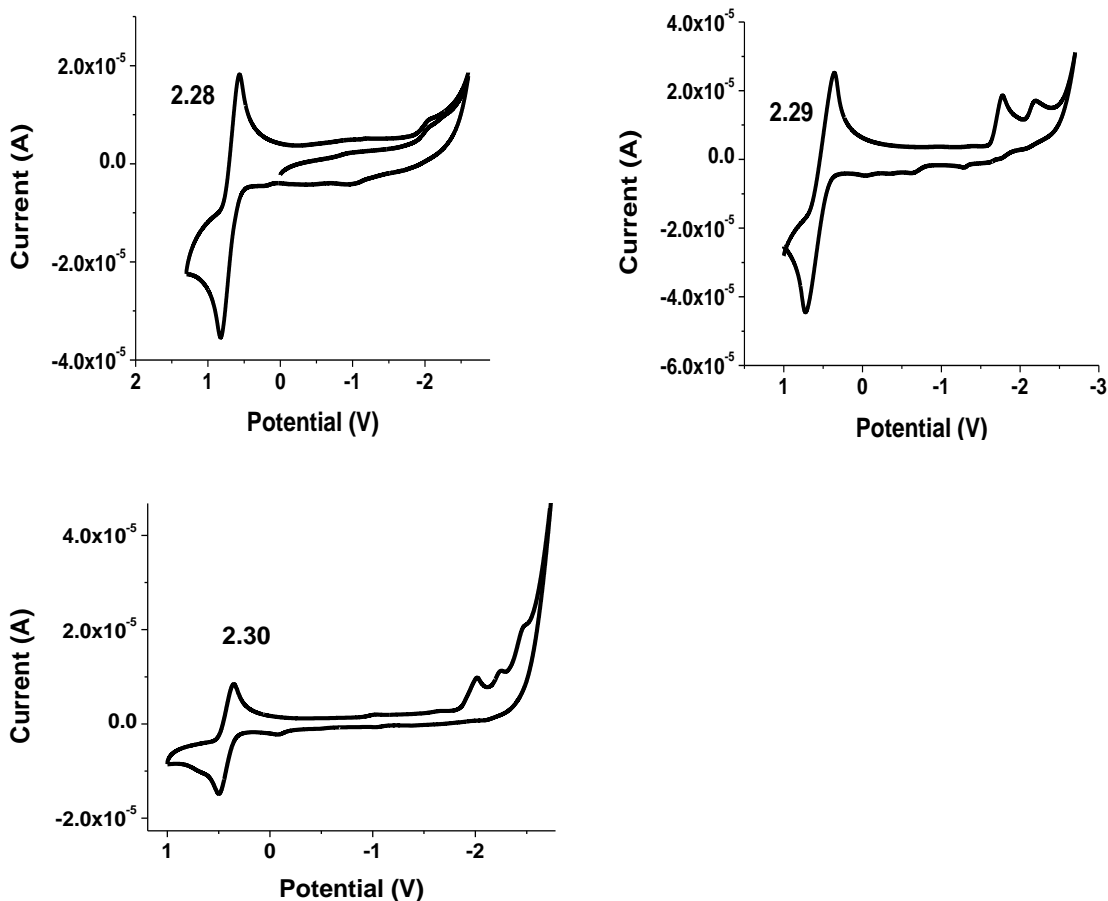 2.28
Current (A)
2.0x10⁻⁵
0.0
-2.0x10⁻⁵
-4.0x10⁻⁵
2 1 0 -1 -2
Potential (V)
2.29
Current (A)
4.0x10⁻⁵
2.0x10⁻⁵
0.0
-2.0x10⁻⁵
-4.0x10⁻⁵
-6.0x10⁻⁵
1 0 -1 -2 -3
Potential (V)
2.30
Current (A)
4.0x10⁻⁵
2.0x10⁻⁵
0.0
-2.0x10⁻⁵
1 0 -1 -2
Potential (V)